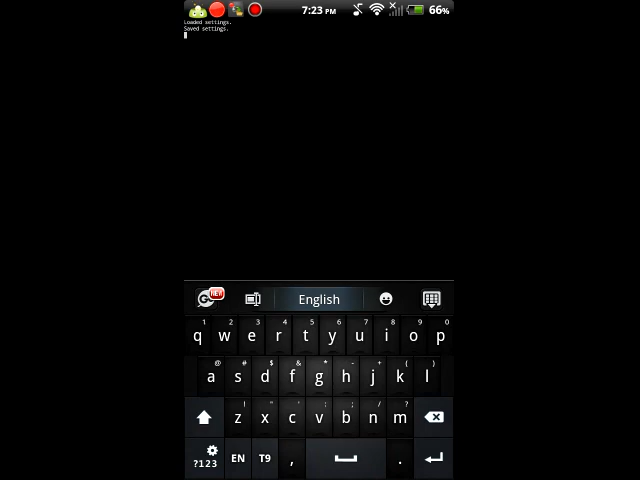 7:23 PM 66%
Loaded settings.
Saved settings.
G NEW English
1 2 3 4 5 6 7 8 9 0
q w e r t y u i o p
@ # $ & * - + ( )
a s d f g h j k l
! " ' : ; / ?
z x c v b n m
?123 EN T9 , .